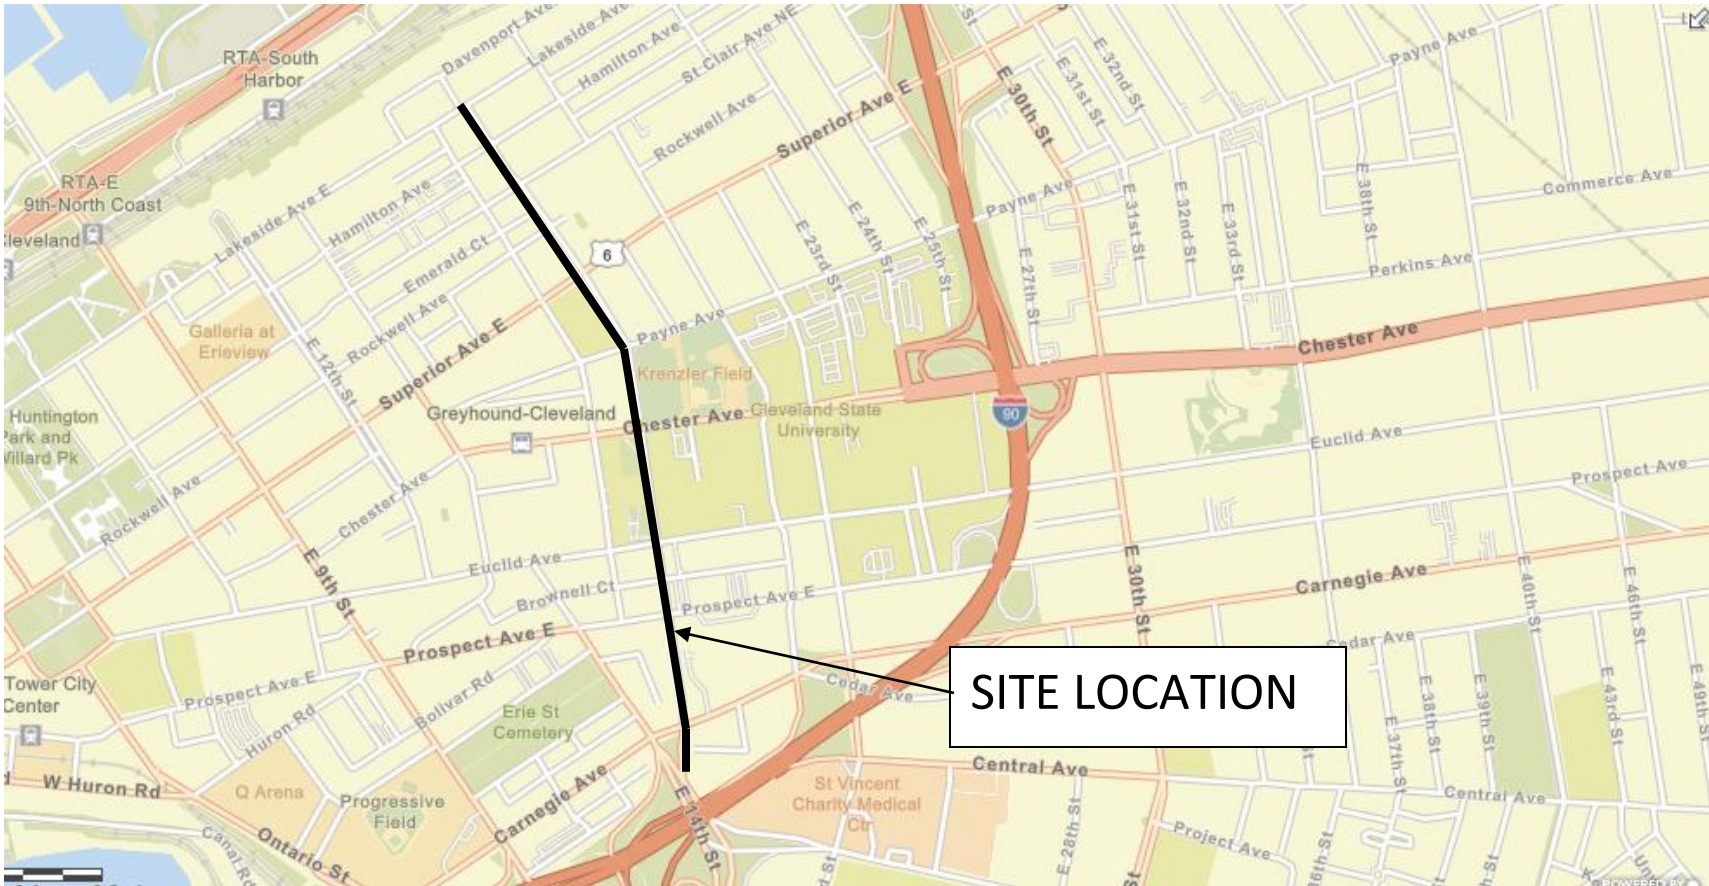 Davenport Ave
Lakeside Ave
Hamilton Ave
St Clair Ave NE
Rockwell Ave
Superior Ave E
RTA-South
Harbor
RTA-E
9th-North Coast
Cleveland
Lakeside Ave E
Hamilton Ave
Emerald Ct
Rockwell Ave
Superior Ave E
6
Galleria at
Erieview
E 12th St
E 30th St
E 31st St
E 32nd St
Payne Ave
Payne Ave
E 23rd St
E 24th St
E 25th St
E 27th St
E 31st St
E 32nd St
E 33rd St
E 38th St
Commerce Ave
Perkins Ave
Chester Ave
Payne Ave
Krenzler Field
Greyhound-Cleveland
Chester Ave
Cleveland State
University
90
Euclid Ave
Prospect Ave
Huntington
Park and
Willard Pk
Rockwell Ave
Chester Ave
E 9th St
Euclid Ave
Brownell Ct
Prospect Ave E
Prospect Ave E
E 30th St
Carnegie Ave
E 40th St
E 46th St
Cedar Ave
Cedar Ave
SITE LOCATION
Tower City
Center
Prospect Ave E
Huron Rd
Bolivar Rd
Erie St
Cemetery
E 37th St
E 38th St
E 39th St
E 43rd St
E 49th St
W Huron Rd
Q Arena
Progressive
Field
Carnegie Ave
E 14th St
St Vincent
Charity Medical
Ctr
Central Ave
Central Ave
Ontario St
Canal Rd
E 28th St
Project Ave
36th St
POWERED BY